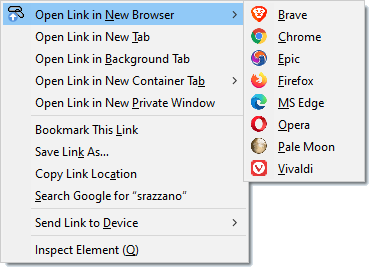 Open Link in New Browser
Open Link in New Tab
Open Link in Background Tab
Open Link in New Container Tab
Open Link in New Private Window
Bookmark This Link
Save Link As...
Copy Link Location
Search Google for “srazzano”
Send Link to Device
Inspect Element (Q)
Brave
Chrome
Epic
Firefox
MS Edge
Opera
Pale Moon
Vivaldi